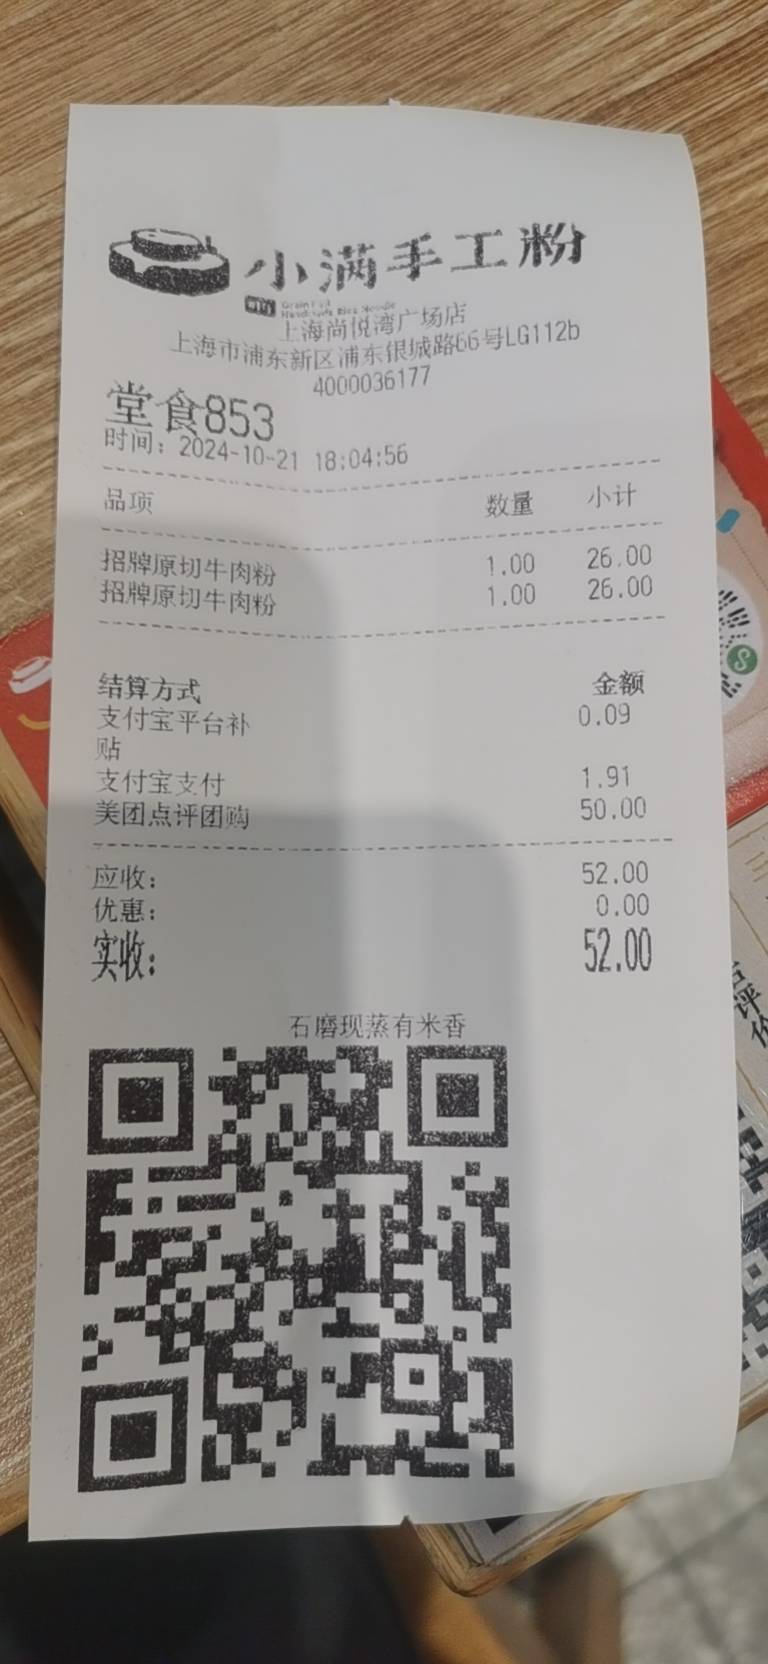 小满手工粉
Grain Full
Handmade Rice Noodle
上海尚悦湾广场店
上海市浦东新区浦东银城路66号LG112b
4000036177
堂食853
时间：2024-10-21 18:04:56
品项 数量 小计
招牌原切牛肉粉 1.00 26.00
招牌原切牛肉粉 1.00 26.00
结算方式 金额
支付宝平台补 0.09
贴
支付宝支付 1.91
美团点评团购 50.00
应收： 52.00
优惠： 0.00
实收： 52.00
石磨现蒸有米香
评价